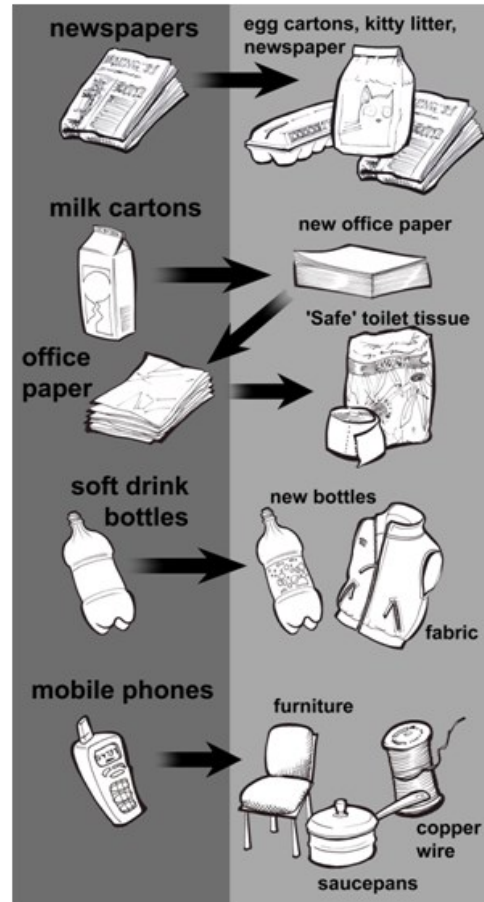 newspapers
egg cartons, kitty litter,
newspaper
milk cartons
new office paper
'Safe' toilet tissue
office
paper
soft drink
bottles
new bottles
fabric
mobile phones
furniture
copper
wire
saucepans